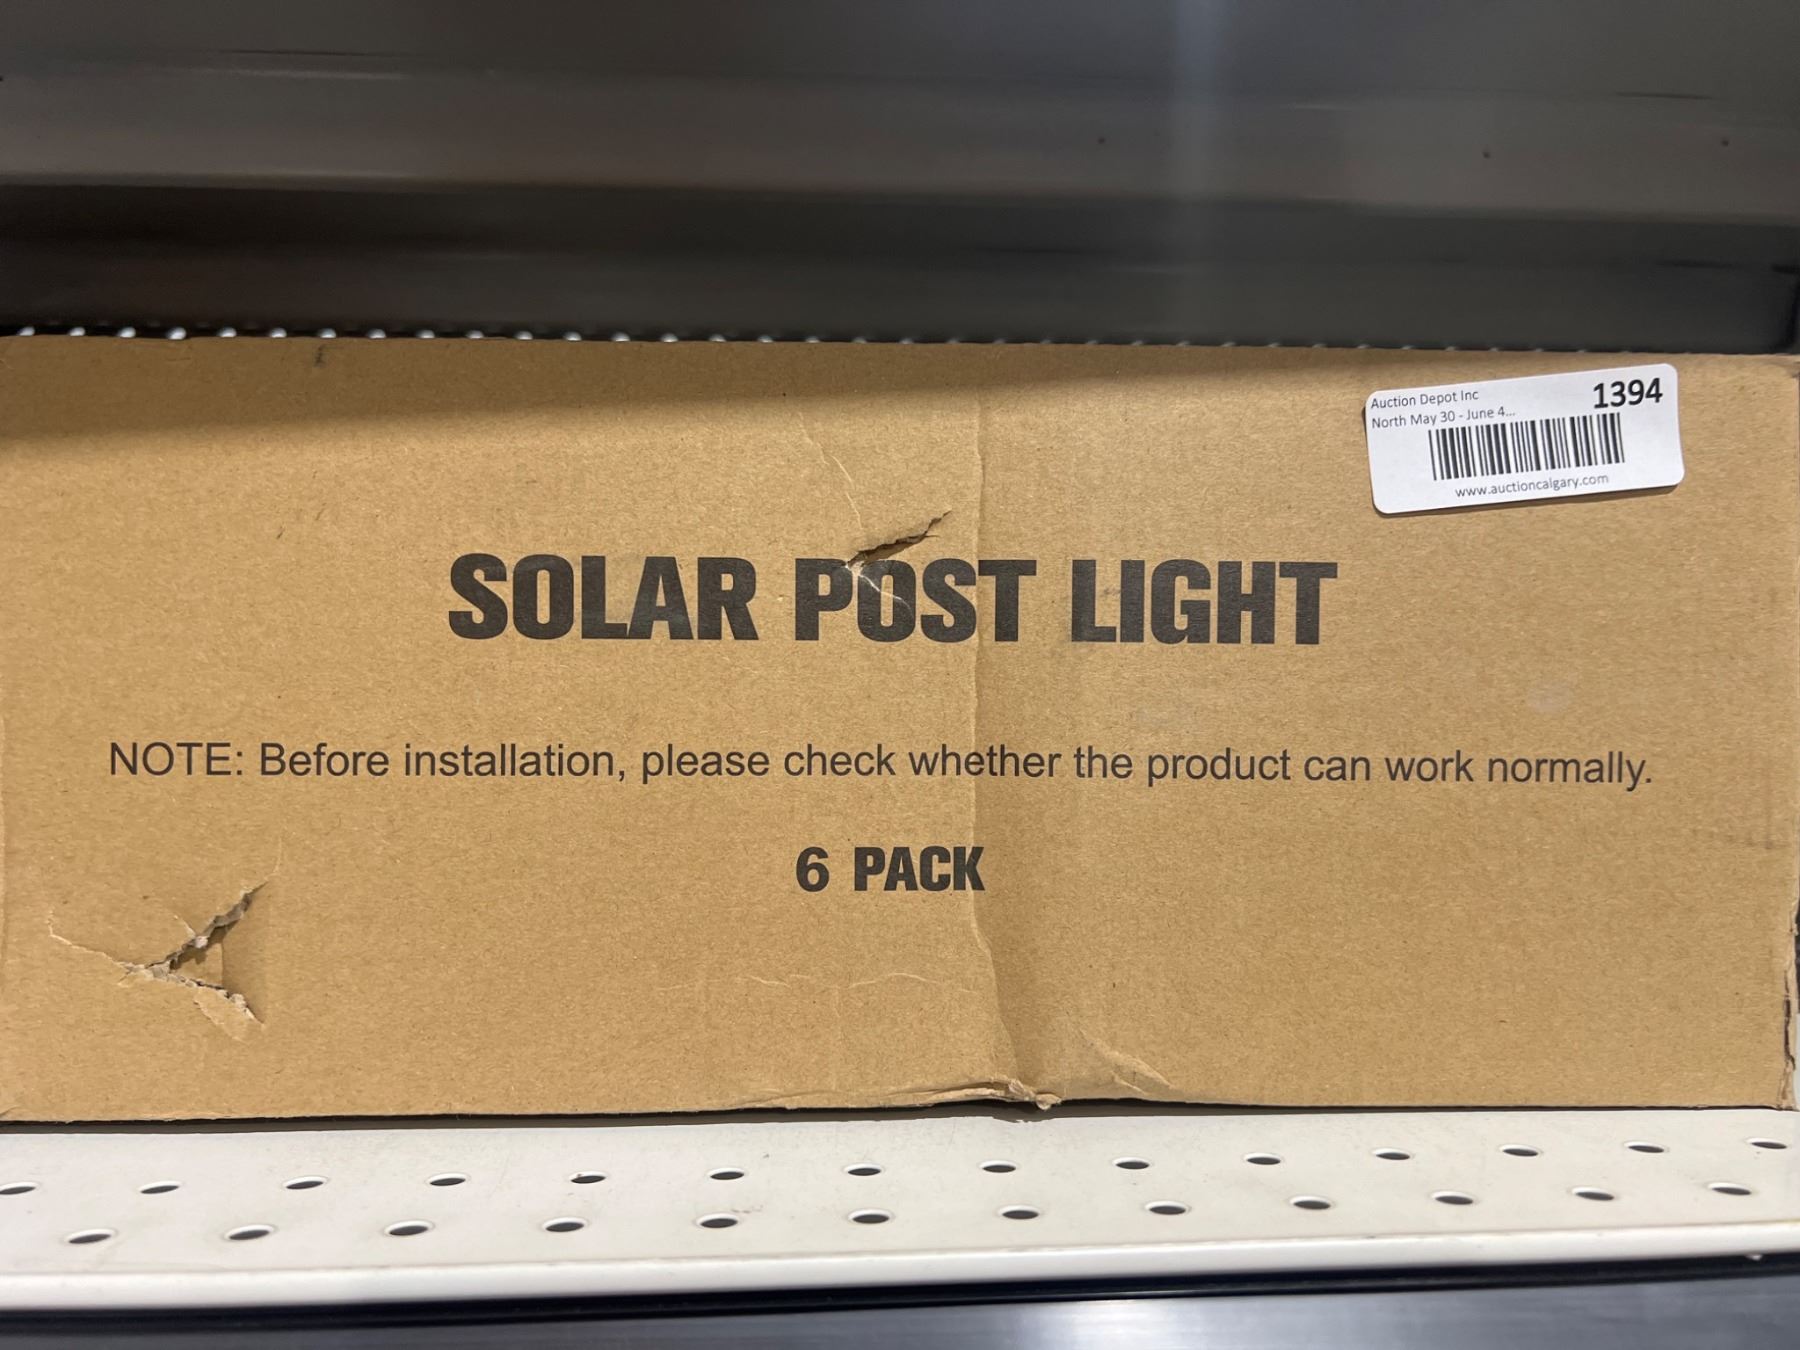 Auction Depot Inc
1394
North May 30 - June 4...
www.auctioncalgary.com
SOLAR POST LIGHT
NOTE: Before installation, please check whether the product can work normally.
6 PACK